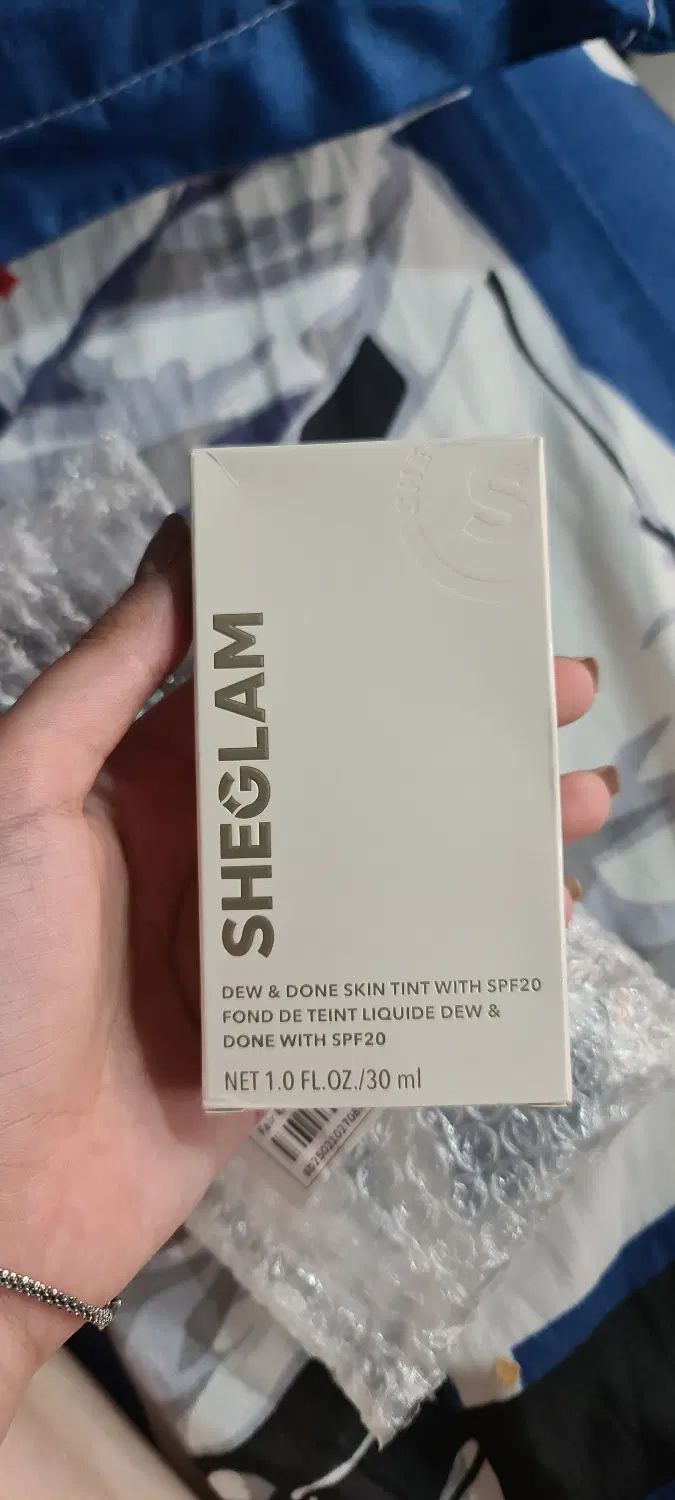 SHE
S
SHEGLAM
DEW & DONE SKIN TINT WITH SPF20
FOND DE TEINT LIQUIDE DEW &
DONE WITH SPF20
NET 1.0 FL.OZ./30 ml